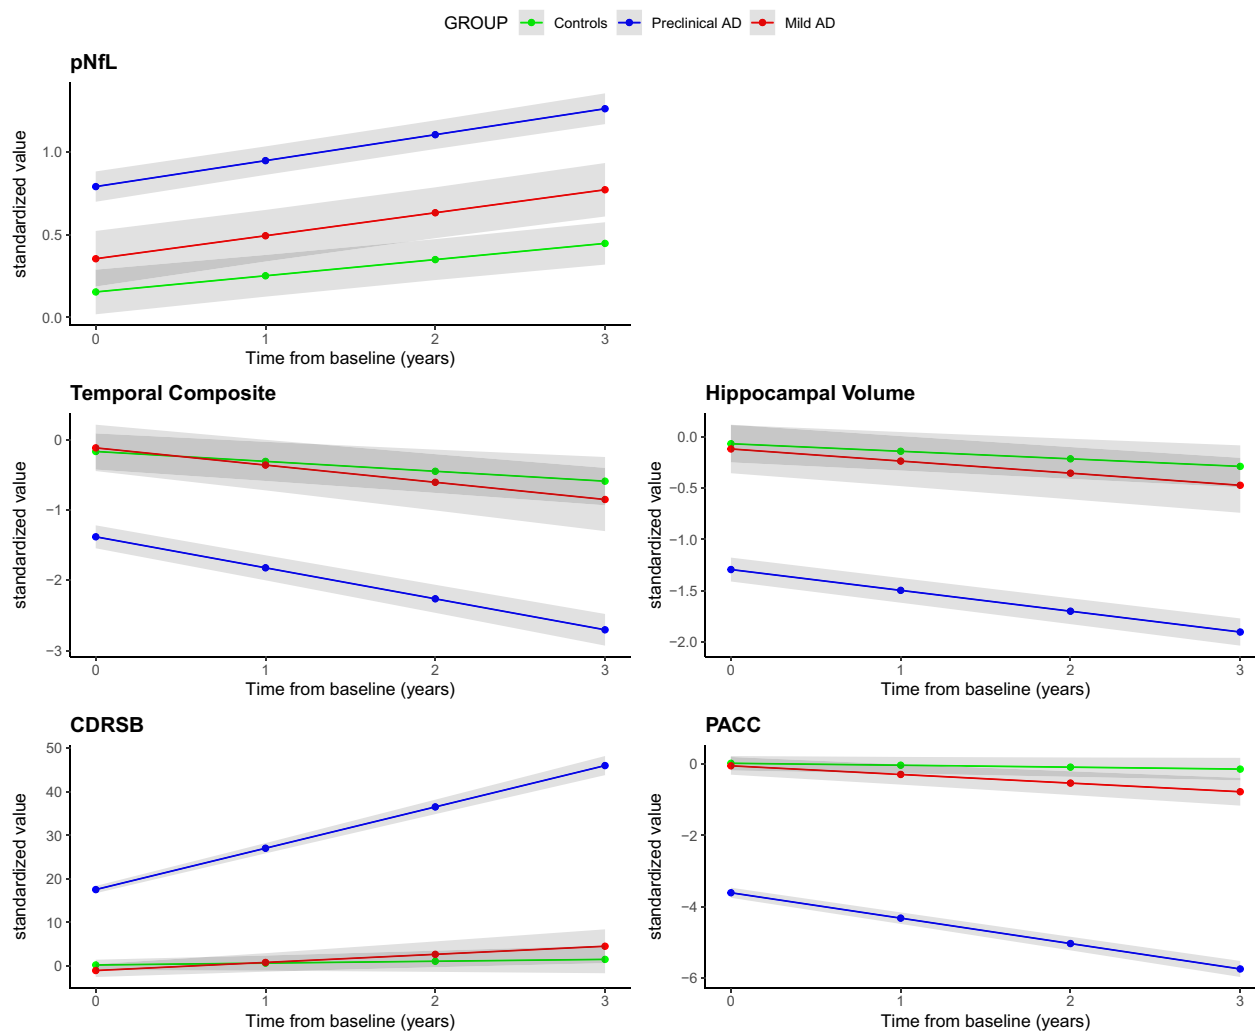 GROUP Controls Preclinical AD Mild AD
pNfL
standardized value
1.0
0.5
0.0
0 1 2 3
Time from baseline (years)
Temporal Composite
standardized value
0
−1
−2
−3
0 1 2 3
Time from baseline (years)
Hippocampal Volume
standardized value
0.0
−0.5
−1.0
−1.5
−2.0
0 1 2 3
Time from baseline (years)
CDRSB
standardized value
50
40
30
20
10
0
0 1 2 3
Time from baseline (years)
PACC
standardized value
0
−2
−4
−6
0 1 2 3
Time from baseline (years)